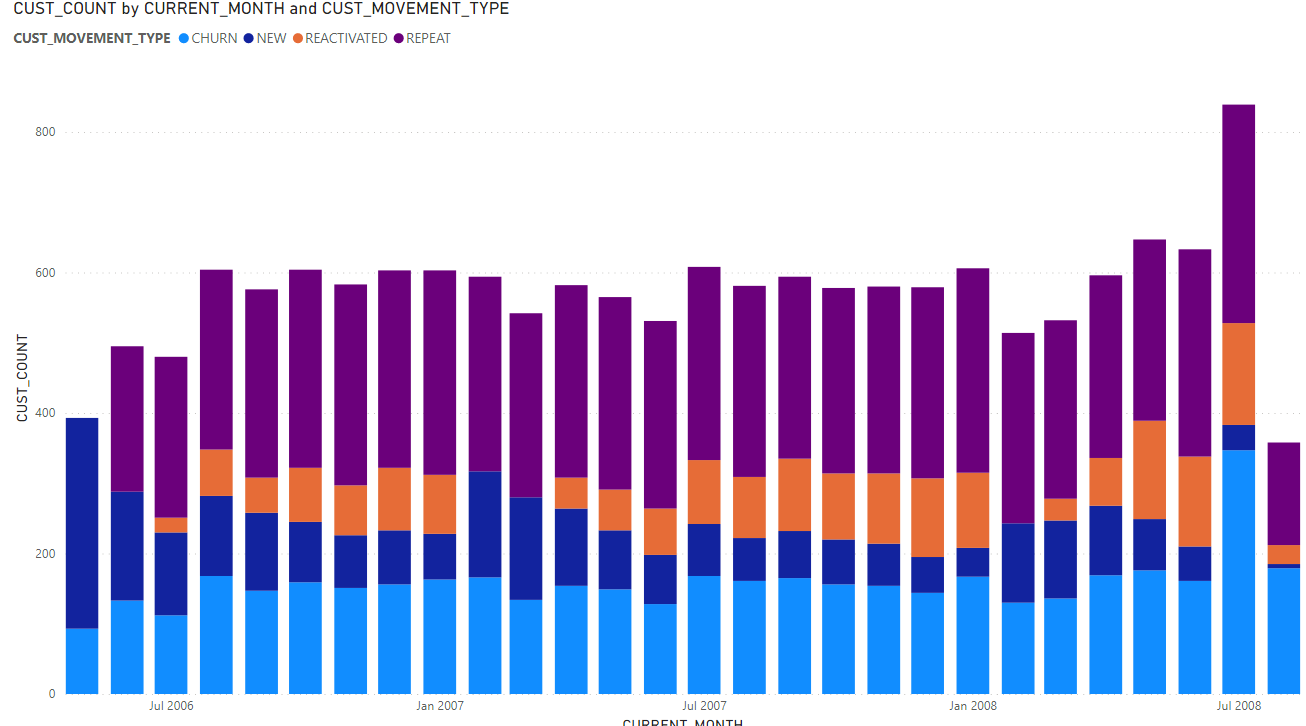 CUST_COUNT by CURRENT_MONTH and CUST_MOVEMENT_TYPE
CUST_MOVEMENT_TYPE CHURN NEW REACTIVATED REPEAT
800
600
400
200
0
CUST_COUNT
Jul 2006 Jan 2007 Jul 2007 Jan 2008 Jul 2008
CURRENT_MONTH